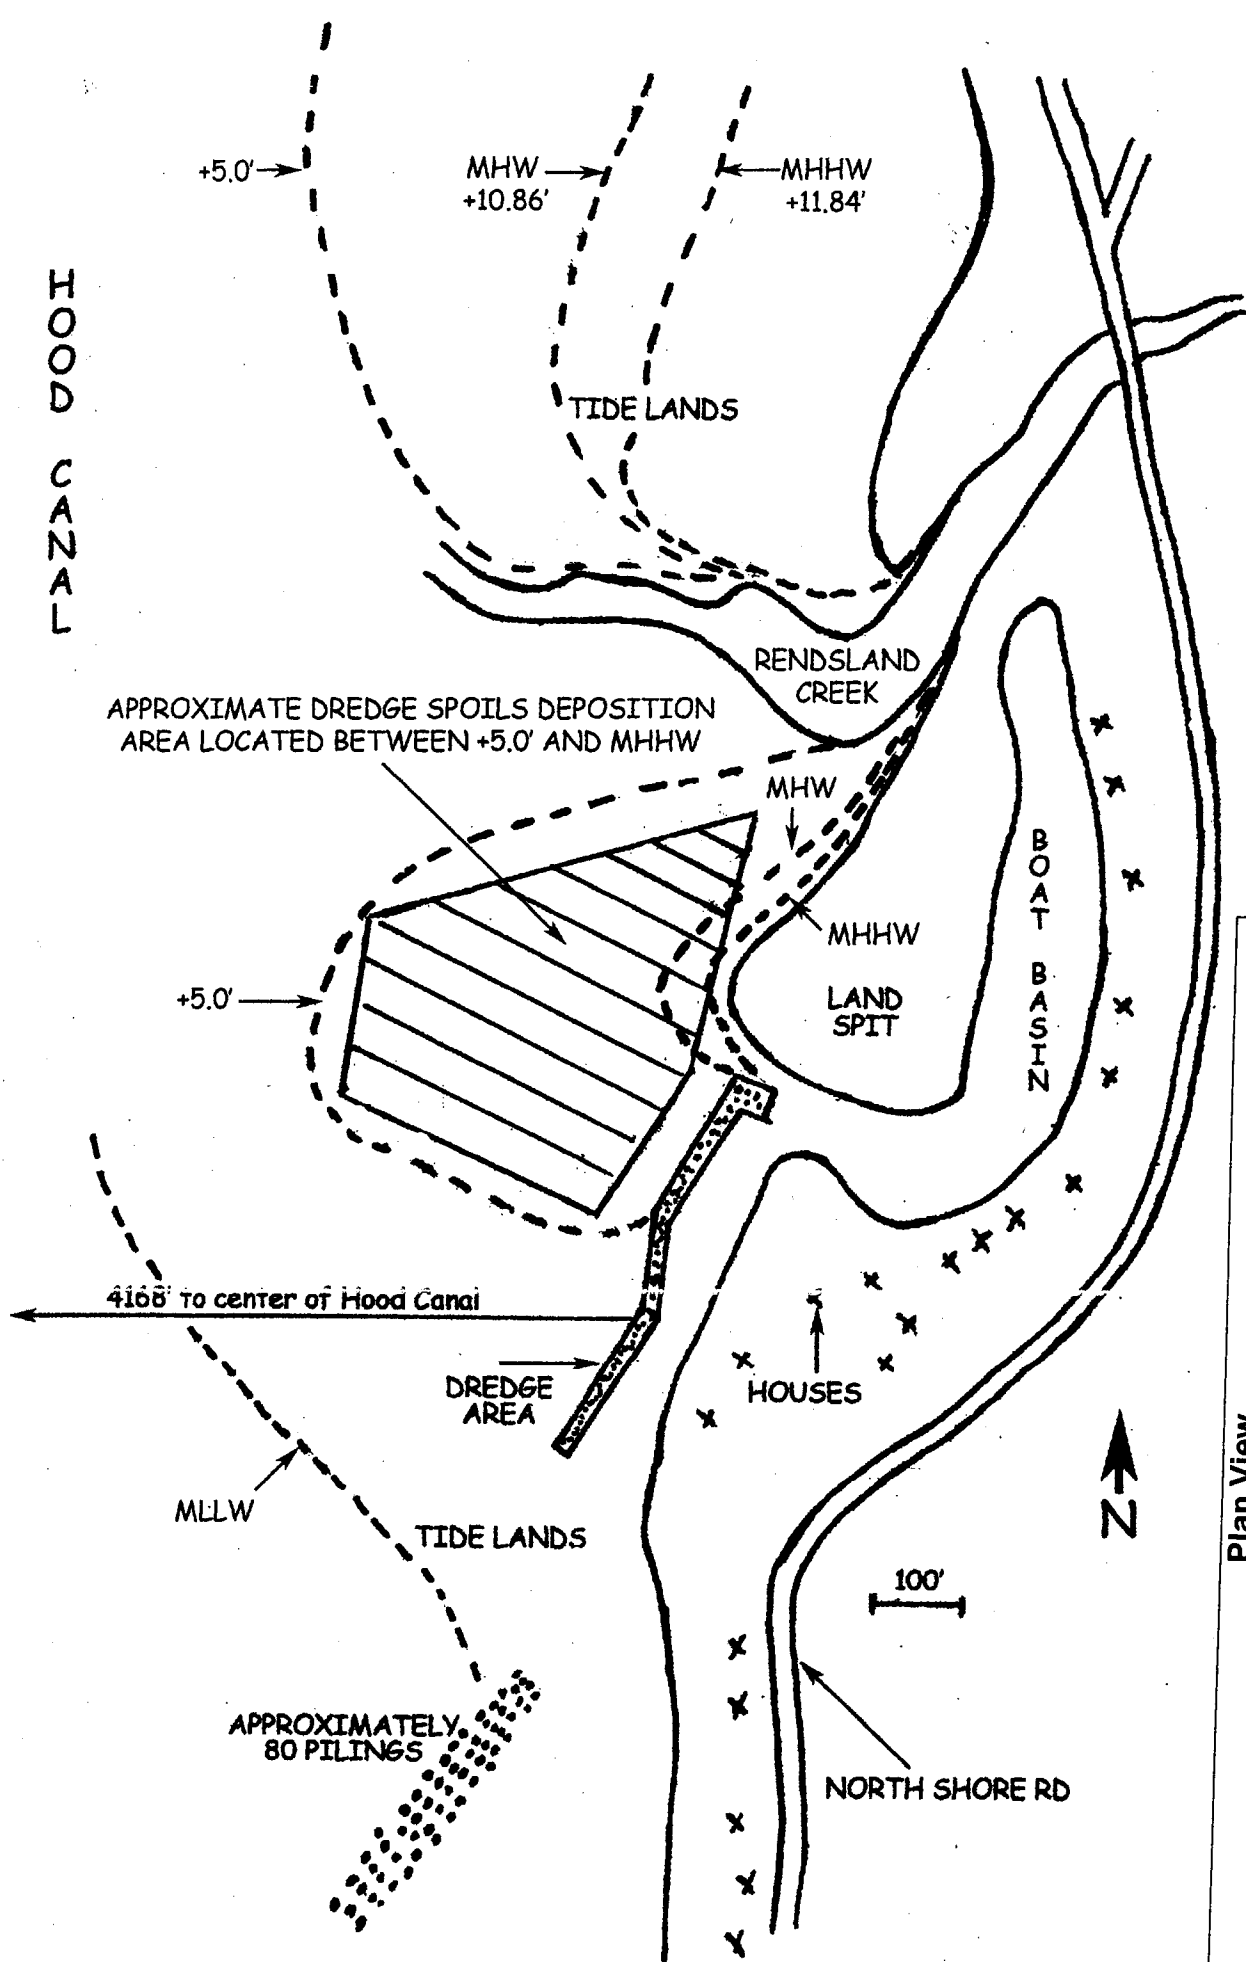 +5.0'
MHW
+10.86'
MHHW
+11.84'
HOOD CANAL
TIDE LANDS
RENDSLAND
CREEK
APPROXIMATE DREDGE SPOILS DEPOSITION
AREA LOCATED BETWEEN +5.0' AND MHHW
MHW
MHHW
BOAT BASIN
LAND
SPIT
+5.0'
4168' to center of Hood Canal
DREDGE
AREA
HOUSES
MLLW
TIDE LANDS
N
Plan View
100'
APPROXIMATELY
80 PILINGS
NORTH SHORE RD